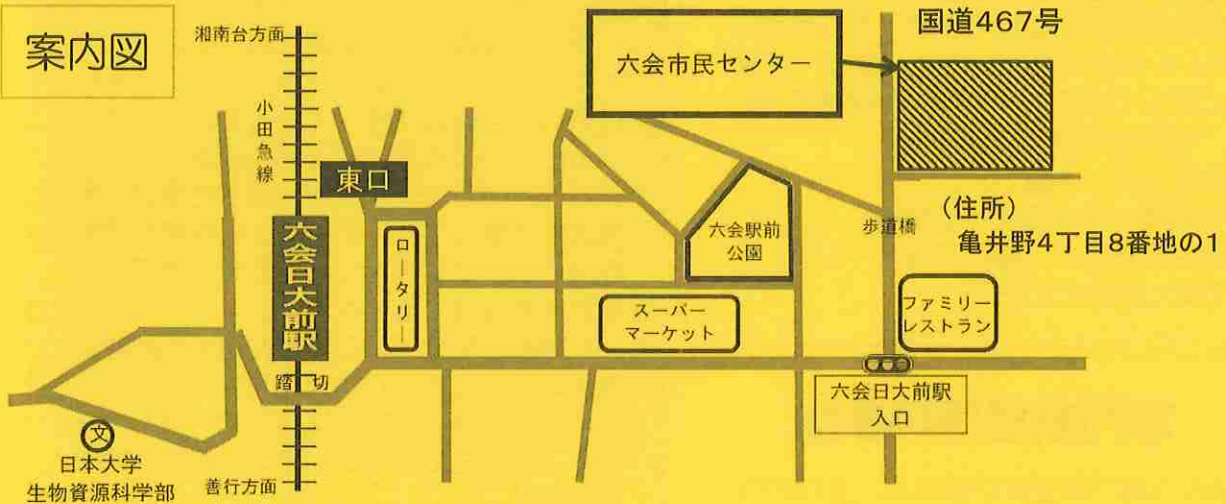 案内図
湘南台方面
小田急線
東口
六会日大前駅
ロータリー
踏切
善行方面
文
日本大学
生物資源科学部
六会市民センター
国道467号
(住所)
亀井野4丁目8番地の1
歩道橋
六会駅前
公園
スーパー
マーケット
ファミリー
レストラン
六会日大前駅
入口